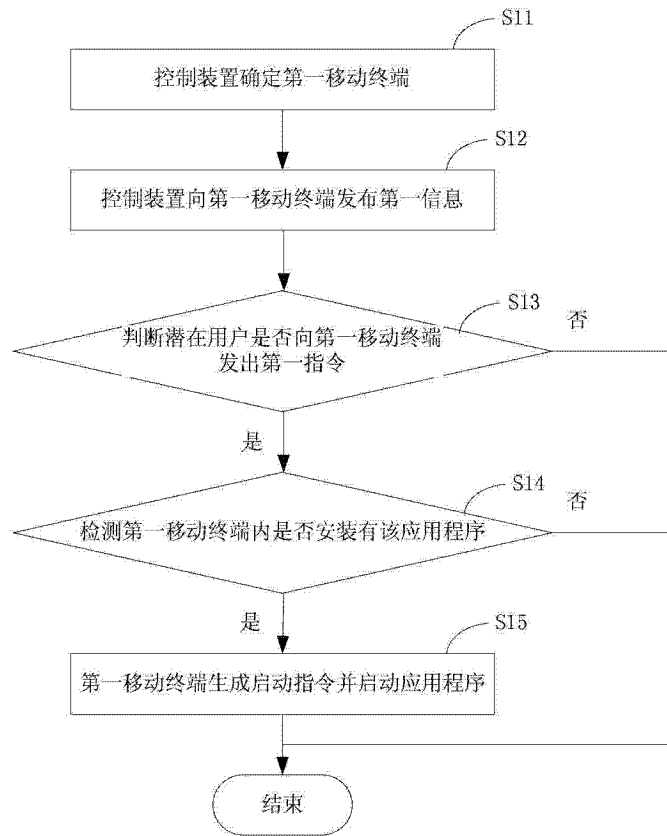 S11
控制装置确定第一移动终端
S12
控制装置向第一移动终端发布第一信息
S13
否
判断潜在用户是否向第一移动终端
发出第一指令
是
S14
否
检测第一移动终端内是否安装有该应用程序
是
S15
第一移动终端生成启动指令并启动应用程序
结束